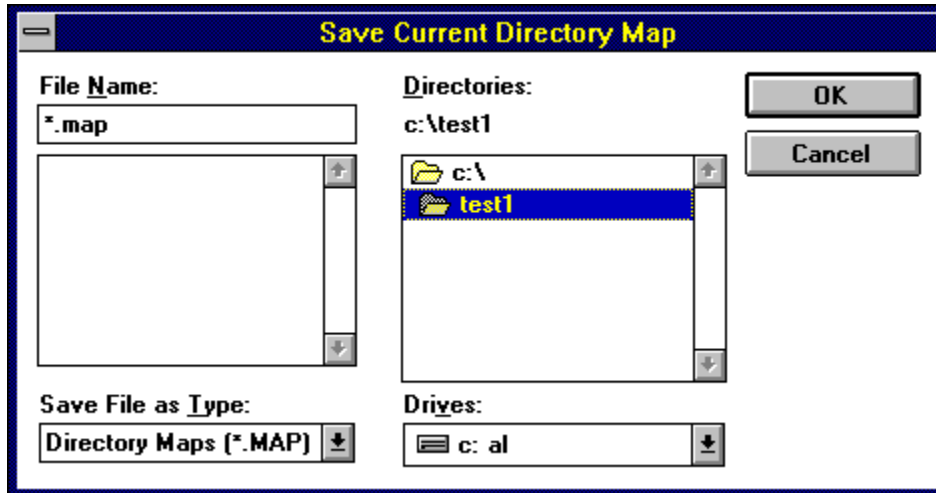 Save Current Directory Map
File Name:
*.map
Directories:
c:\test1
c:\
test1
OK
Cancel
Save File as Type:
Directory Maps (*.MAP)
Drives:
c: al